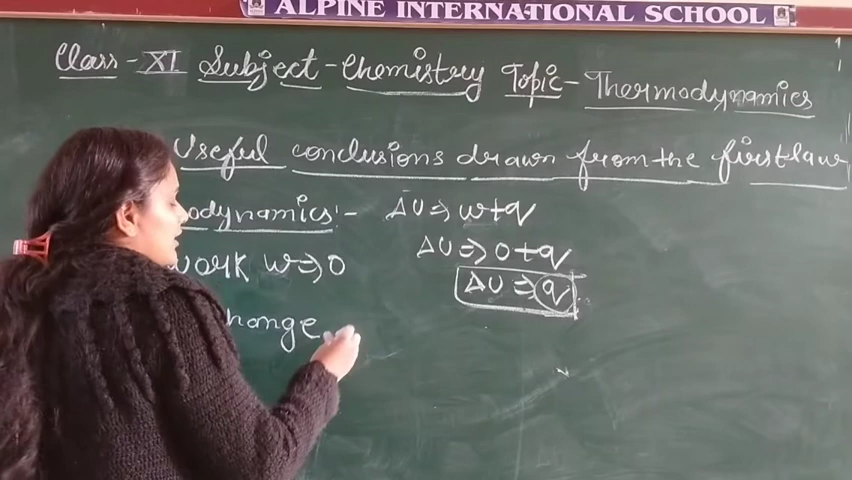 ALPINE INTERNATIONAL SCHOOL
Class - XI Subject - Chemistry Topic - Thermodynamics
Useful conclusions drawn from the first law
odynamics:- ΔU ⇒ w+q
work w ⇒ 0 ΔU ⇒ 0+q
ΔU ⇒ q
hange